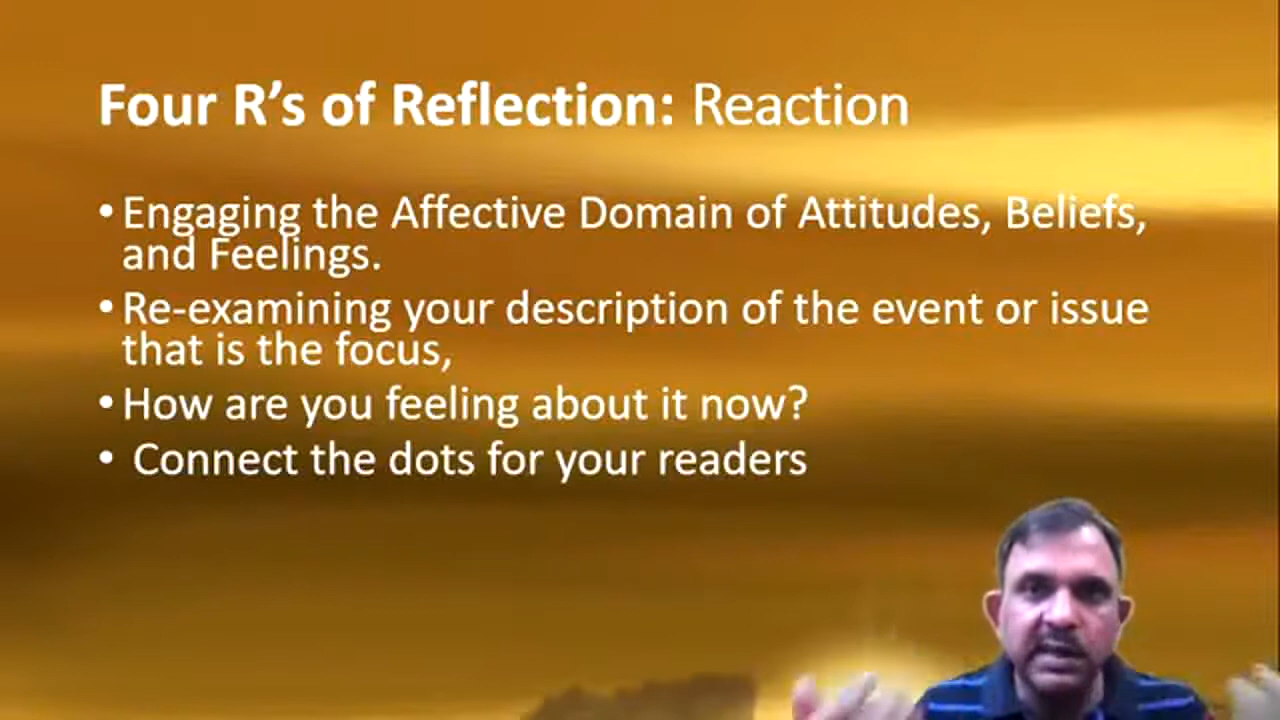 Four R’s of Reflection: Reaction
• Engaging the Affective Domain of Attitudes, Beliefs,
and Feelings.
• Re-examining your description of the event or issue
that is the focus,
• How are you feeling about it now?
• Connect the dots for your readers